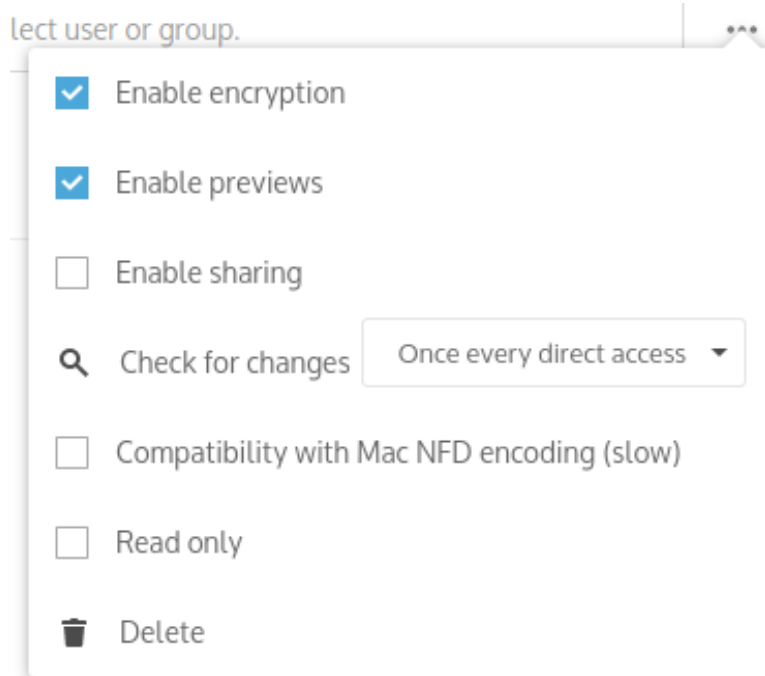 lect user or group.
Enable encryption
Enable previews
Enable sharing
Check for changes Once every direct access
Compatibility with Mac NFD encoding (slow)
Read only
Delete